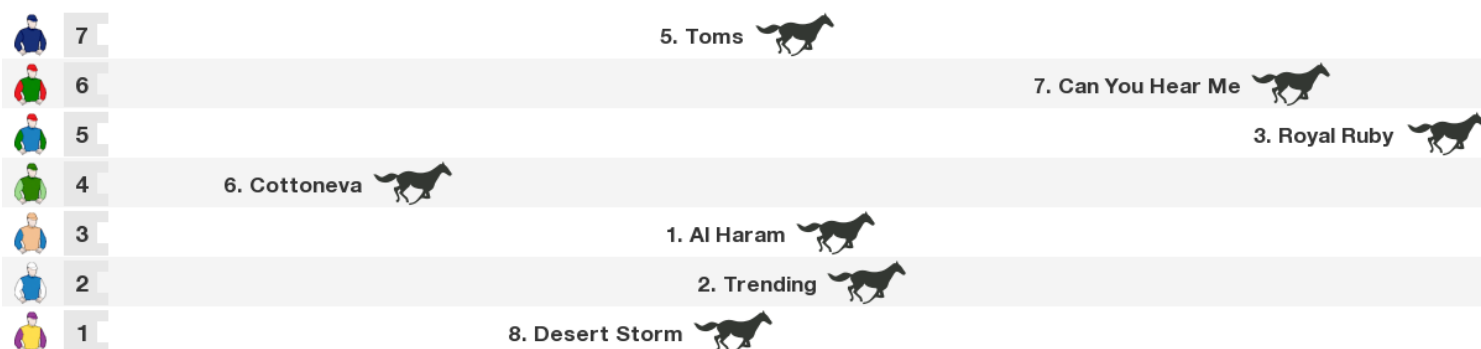 7 5. Toms
6 7. Can You Hear Me
5 3. Royal Ruby
4 6. Cottoneva
3 1. Al Haram
2 2. Trending
1 8. Desert Storm